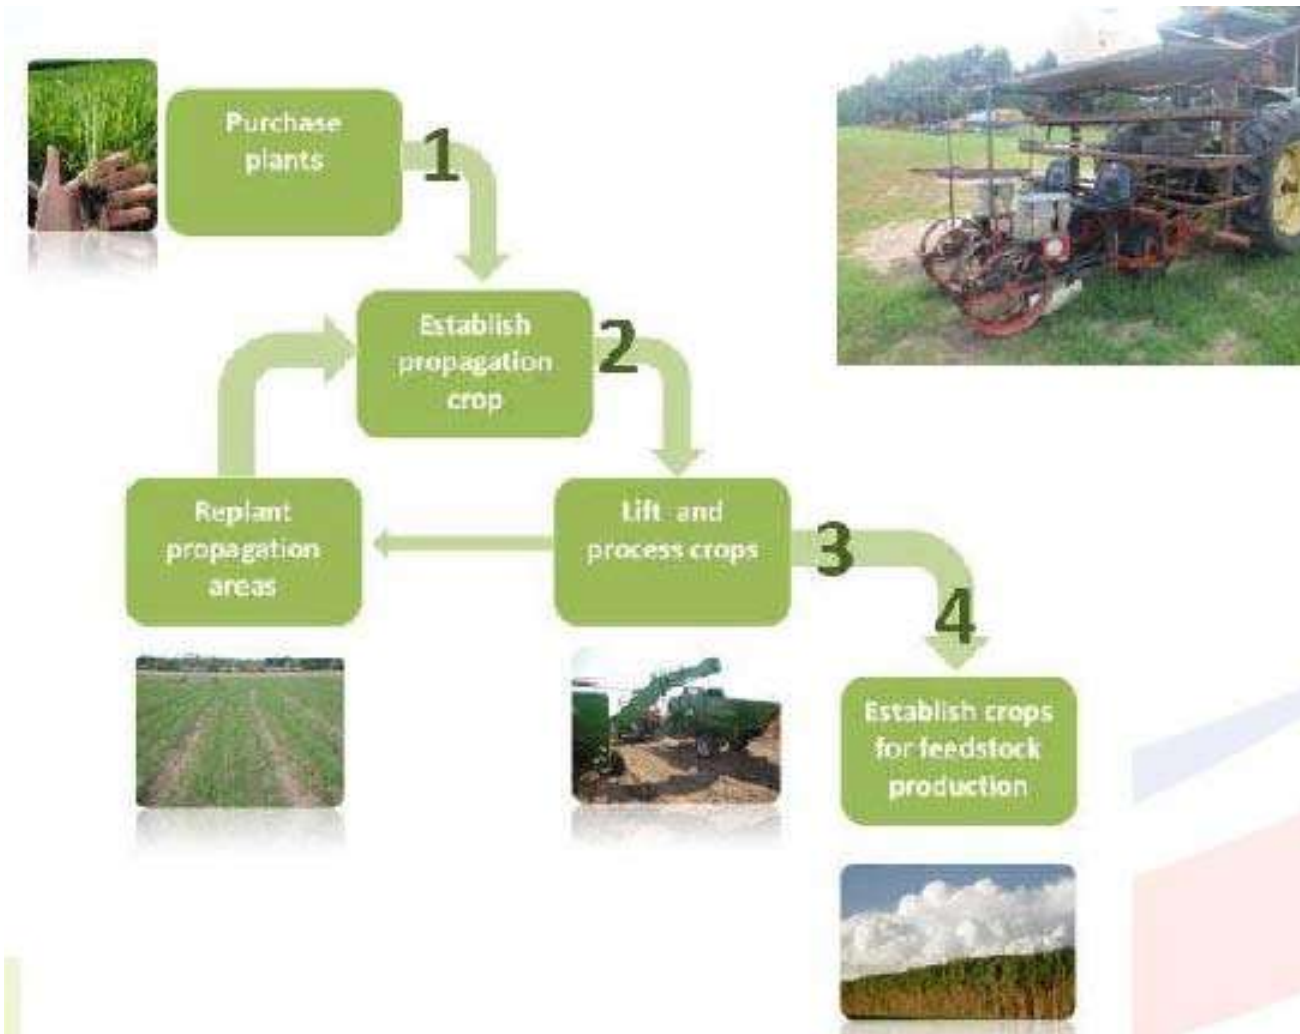 Purchase
plants
1
Establish
propagation
crop
2
Replant
propagation
areas
Lift and
process crops
3
4
Establish crops
for feedstock
production